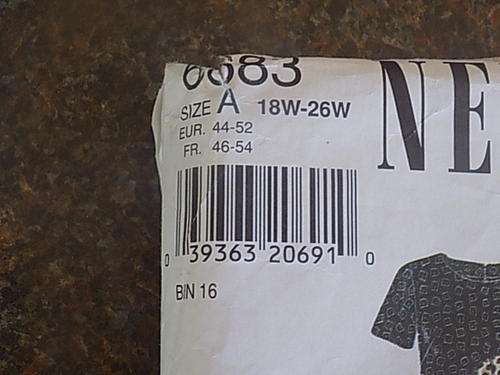 6683
SIZE A 18W-26W
EUR. 44-52
FR. 46-54
NE
0 39363 20691 0
BIN 16